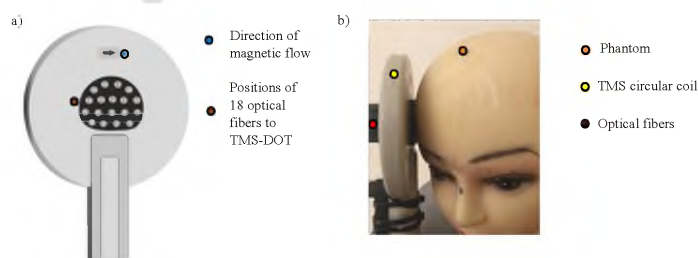 a)
Direction of
magnetic flow
Positions of
18 optical
fibers to
TMS-DOT
b)
Phantom
TMS circular coil
Optical fibers